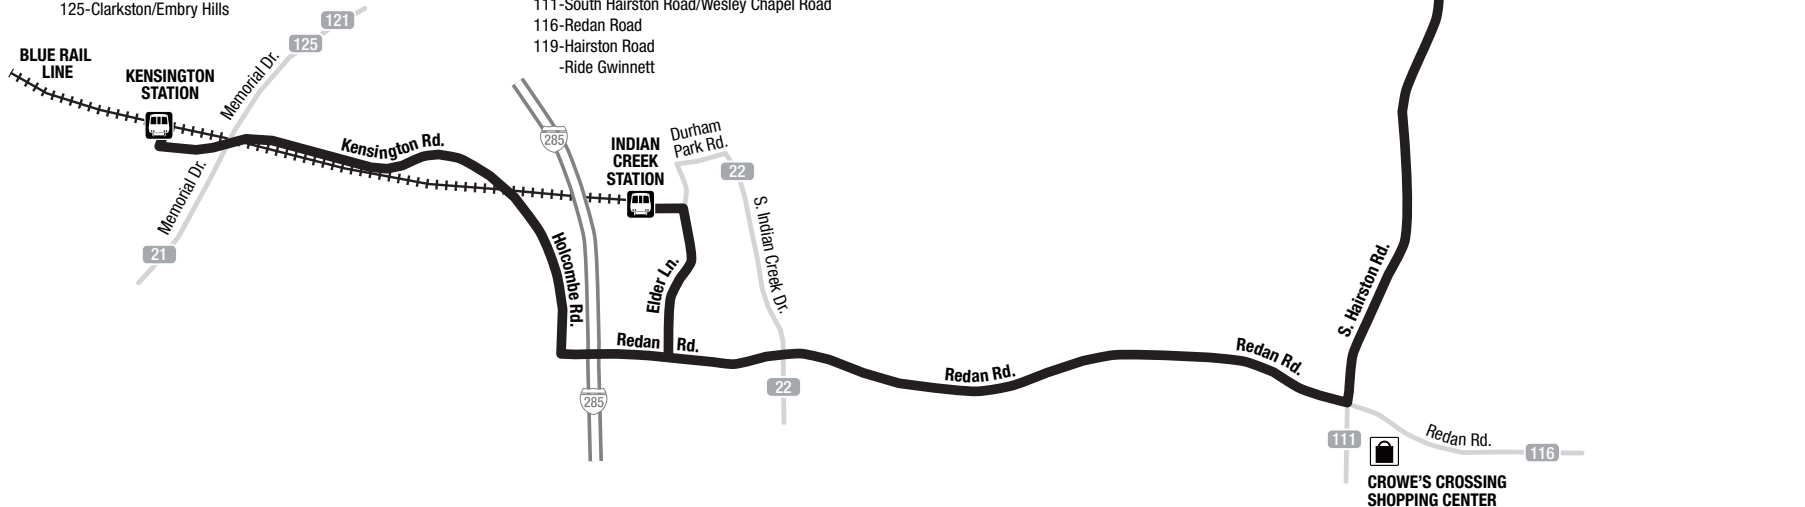 125-Clarkston/Embry Hills
111-South Hairston Road/Wesley Chapel Road
116-Redan Road
119-Hairston Road
-Ride Gwinnett
121
125
BLUE RAIL
LINE
KENSINGTON
STATION
Memorial Dr.
Kensington Rd.
285
INDIAN
CREEK
STATION
Durham
Park Rd.
22
Memorial Dr.
21
Holcombe Rd.
Elder Ln.
S. Indian Creek Dr.
S. Hairston Rd.
Redan Rd.
Redan Rd.
Redan Rd.
22
285
111
Redan Rd.
116
CROWE'S CROSSING
SHOPPING CENTER